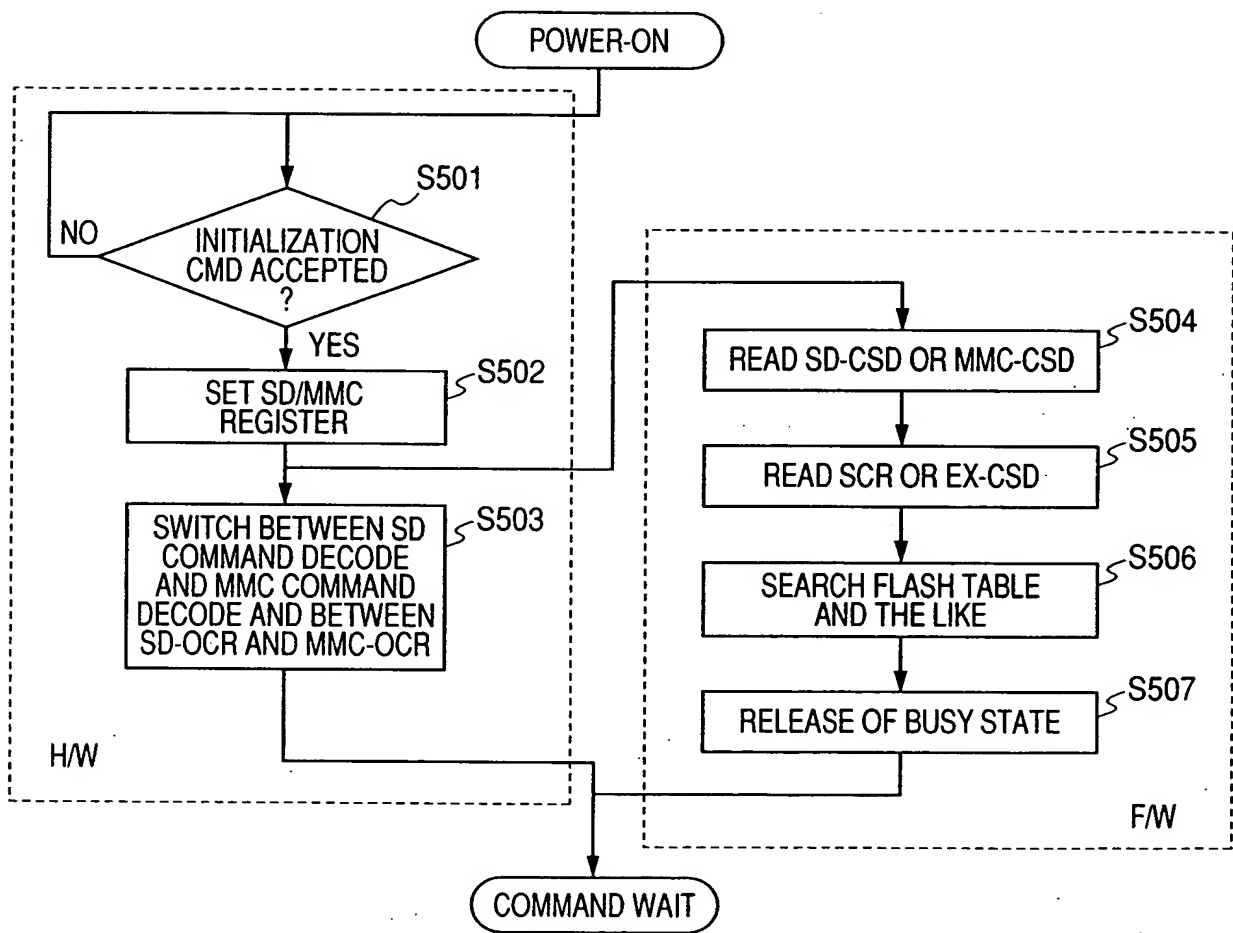 POWER-ON
S501
NO
INITIALIZATION
CMD ACCEPTED
?
YES
S502
SET SD/MMC
REGISTER
S503
SWITCH BETWEEN SD
COMMAND DECODE
AND MMC COMMAND
DECODE AND BETWEEN
SD-OCR AND MMC-OCR
H/W
S504
READ SD-CSD OR MMC-CSD
S505
READ SCR OR EX-CSD
S506
SEARCH FLASH TABLE
AND THE LIKE
S507
RELEASE OF BUSY STATE
F/W
COMMAND WAIT